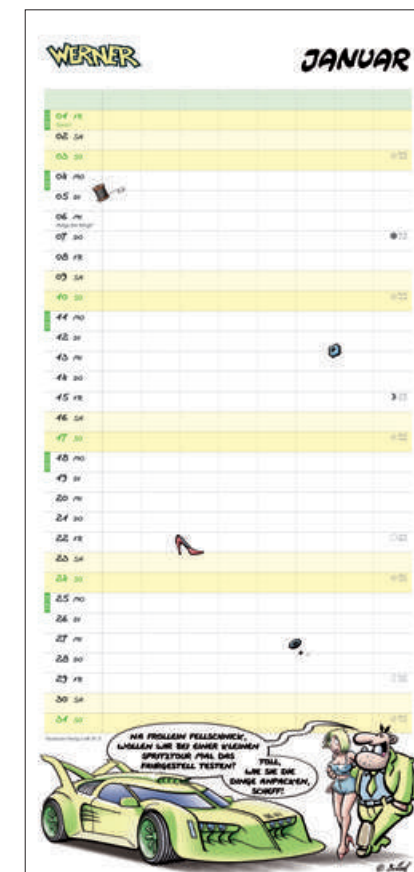 WERNER
JANUAR
01 FR
02 SA
03 SO
04 MO
05 DI
06 MI
07 DO
08 FR
09 SA
10 SO
11 MO
12 DI
13 MI
14 DO
15 FR
16 SA
17 SO
18 MO
19 DI
20 MI
21 DO
22 FR
23 SA
24 SO
25 MO
26 DI
27 MI
28 DO
29 FR
30 SA
31 SO
NA FROLLEIN FELLSCHNICK,
WOLLEN WIR BEI EINER KLEINEN
SPRITZTOUR MAL DAS
FAHRGESTELL TESTEN?
TOLL,
WIE SIE DIE
DINGE ANPACKEN,
SCHEFF!